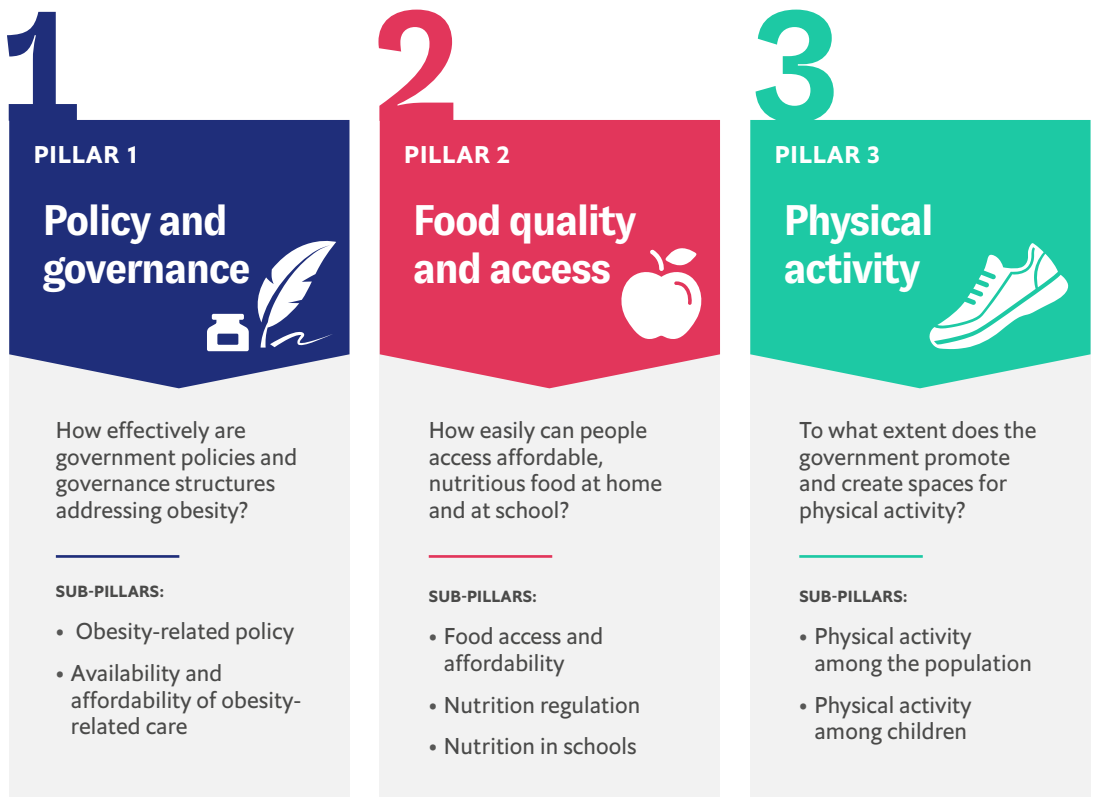 1
PILLAR 1
Policy and
governance
How effectively are
government policies and
governance structures
addressing obesity?
SUB-PILLARS:
• Obesity-related policy
• Availability and
affordability of obesity-
related care
2
PILLAR 2
Food quality
and access
How easily can people
access affordable,
nutritious food at home
and at school?
SUB-PILLARS:
• Food access and
affordability
• Nutrition regulation
• Nutrition in schools
3
PILLAR 3
Physical
activity
To what extent does the
government promote
and create spaces for
physical activity?
SUB-PILLARS:
• Physical activity
among the population
• Physical activity
among children